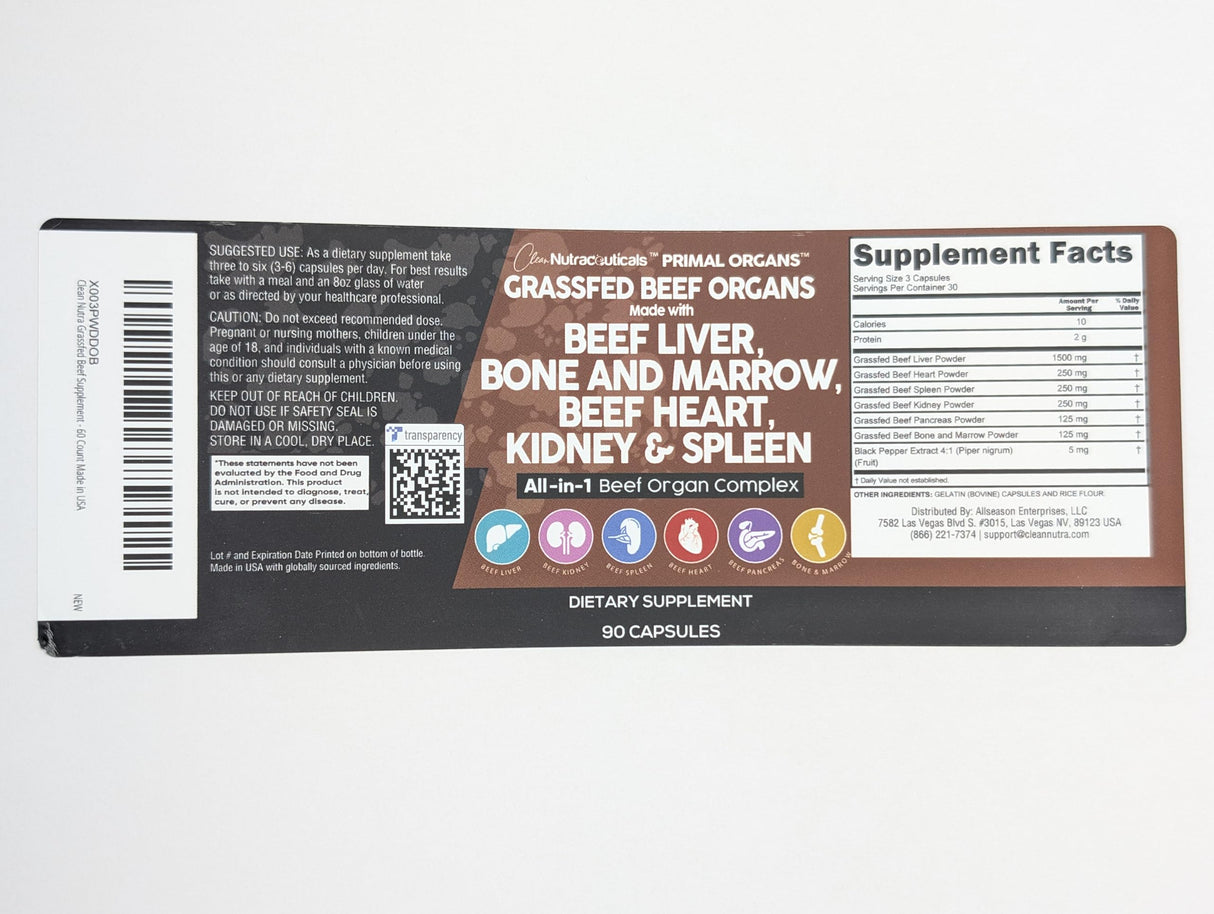 X003PWDDOB
Clean Nutra Grassfed Beef Supplement - 60 Count Made in USA
NEW
SUGGESTED USE: As a dietary supplement take
three to six (3-6) capsules per day. For best results
take with a meal and an 8oz glass of water
or as directed by your healthcare professional.
CAUTION: Do not exceed recommended dose.
Pregnant or nursing mothers, children under the
age of 18, and individuals with a known medical
condition should consult a physician before using
this or any dietary supplement.
KEEP OUT OF REACH OF CHILDREN.
DO NOT USE IF SAFETY SEAL IS
DAMAGED OR MISSING.
STORE IN A COOL, DRY PLACE.
transparency
*These statements have not been
evaluated by the Food and Drug
Administration. This product
is not intended to diagnose, treat,
cure, or prevent any disease.
Lot # and Expiration Date Printed on bottom of bottle.
Made in USA with globally sourced ingredients.
Clean Nutraceuticals™ PRIMAL ORGANS™
GRASSFED BEEF ORGANS
Made with
BEEF LIVER,
BONE AND MARROW,
BEEF HEART,
KIDNEY & SPLEEN
All-in-1 Beef Organ Complex
BEEF LIVER
BEEF KIDNEY
BEEF SPLEEN
BEEF HEART
BEEF PANCREAS
BONE & MARROW
DIETARY SUPPLEMENT
90 CAPSULES
Supplement Facts
Serving Size 3 Capsules
Servings Per Container 30
Amount Per Serving % Daily Value
Calories 10
Protein 2 g
Grassfed Beef Liver Powder 1500 mg †
Grassfed Beef Heart Powder 250 mg †
Grassfed Beef Spleen Powder 250 mg †
Grassfed Beef Kidney Powder 250 mg †
Grassfed Beef Pancreas Powder 125 mg †
Grassfed Beef Bone and Marrow Powder 125 mg †
Black Pepper Extract 4:1 (Piper nigrum) 5 mg †
(Fruit)
† Daily Value not established.
OTHER INGREDIENTS: GELATIN (BOVINE) CAPSULES AND RICE FLOUR.
Distributed By: Allseason Enterprises, LLC
7582 Las Vegas Blvd S. #3015, Las Vegas NV, 89123 USA
(866) 221-7374 | support@cleannutra.com